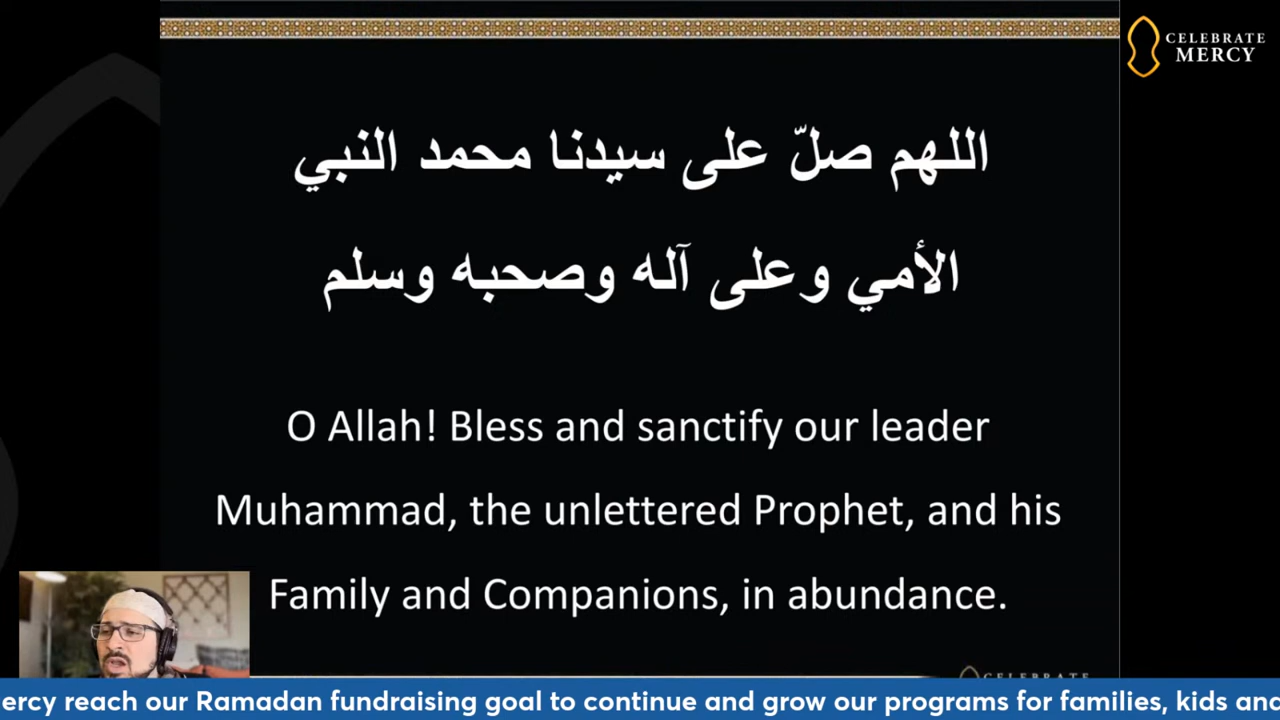 CELEBRATE
MERCY
اللهم صلّ على سيدنا محمد النبي
الأمي وعلى آله وصحبه وسلم
O Allah! Bless and sanctify our leader
Muhammad, the unlettered Prophet, and his
Family and Companions, in abundance.
CELEBRATE
ercy reach our Ramadan fundraising goal to continue and grow our programs for families, kids and